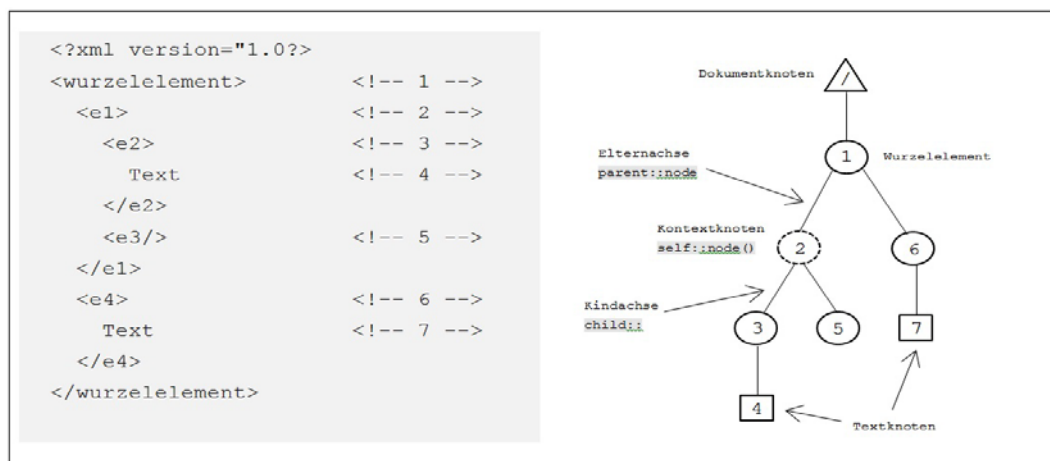 <?xml version="1.0?>
<wurzelelement> <!-- 1 -->
<e1> <!-- 2 -->
<e2> <!-- 3 -->
Text <!-- 4 -->
</e2>
<e3/> <!-- 5 -->
</e1>
<e4> <!-- 6 -->
Text <!-- 7 -->
</e4>
</wurzelelement>
Dokumentknoten /
1 Wurzelelement
Elternachse
parent::node
Kontextknoten
self::node()
2
6
Kindachse
child::
3
5
7
4
Textknoten